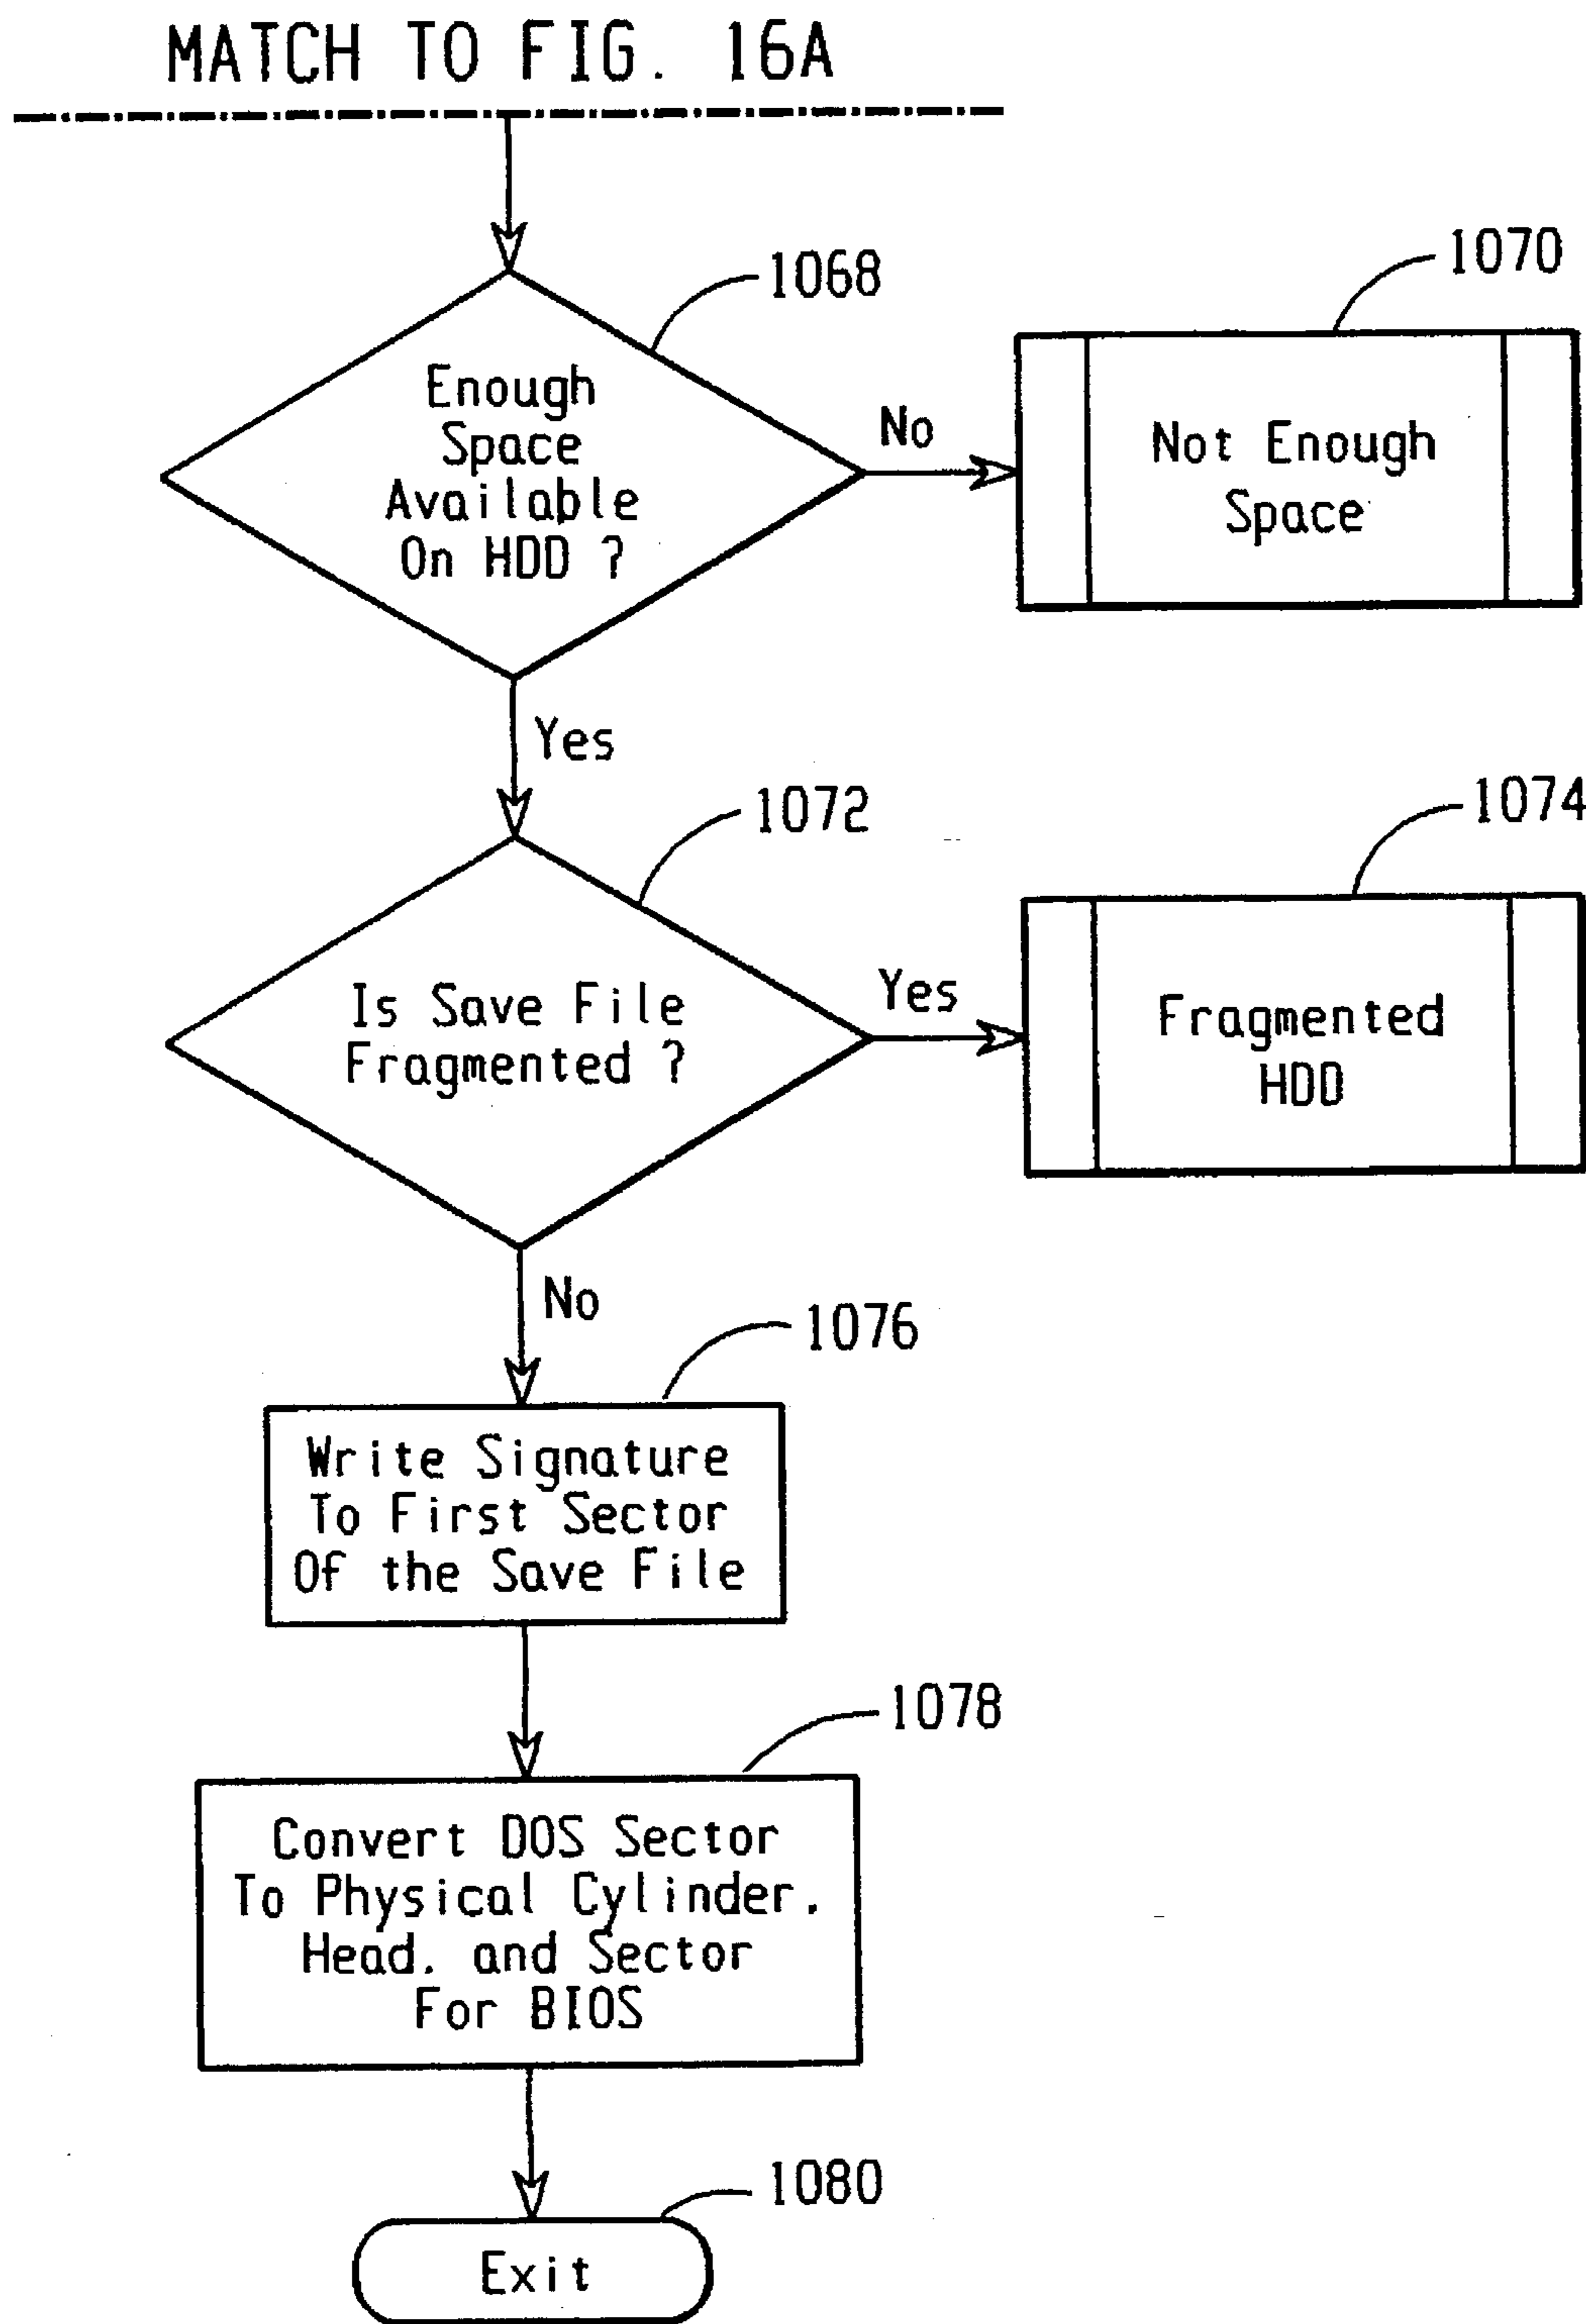 MATCH TO FIG. 16A
1068
Enough
Space
Available
On HDD ?
No
1070
Not Enough
Space
Yes
1072
Is Save File
Fragmented ?
Yes
1074
Fragmented
HDD
No
1076
Write Signature
To First Sector
Of the Save File
1078
Convert DOS Sector
To Physical Cylinder,
Head, and Sector
For BIOS
1080
Exit